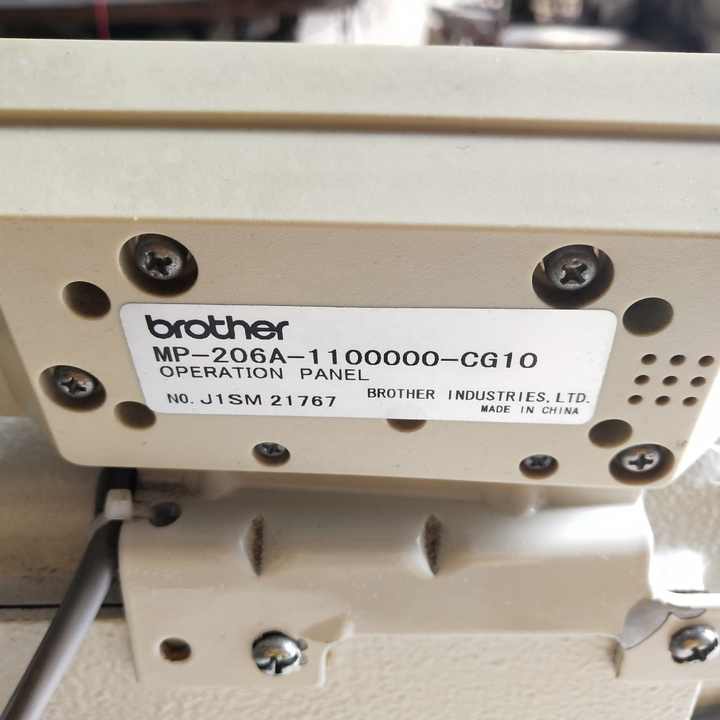 brother
MP-206A-1100000-CG10
OPERATION PANEL
NO. J1SM 21767 BROTHER INDUSTRIES, LTD.
MADE IN CHINA